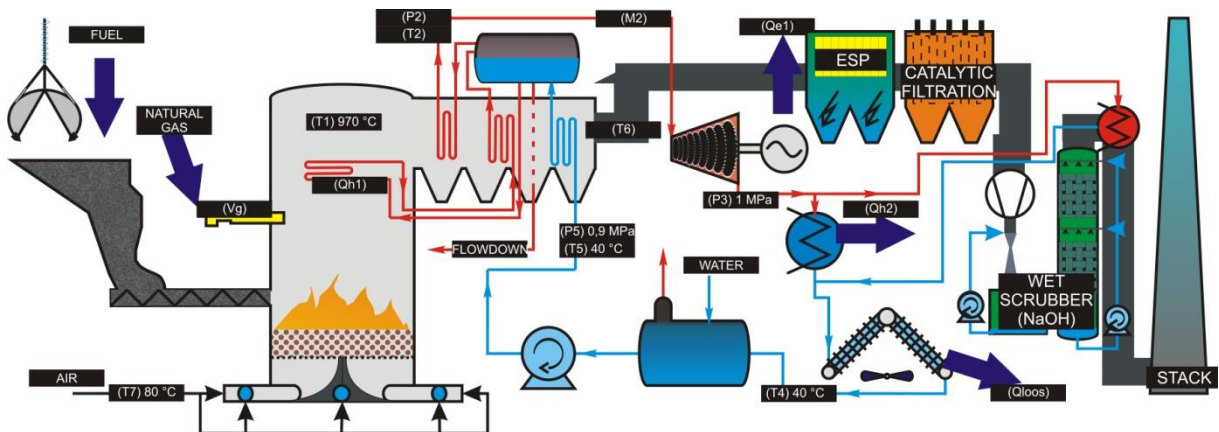 FUEL
NATURAL
GAS
(Vg)
(T1) 970 °C
(Qh1)
(P2)
(T2)
(M2)
(Qe1)
ESP
CATALYTIC
FILTRATION
(T6)
(P3) 1 MPa
(Qh2)
(P5) 0,9 MPa
(T5) 40 °C
FLOWDOWN
WATER
WET
SCRUBBER
(NaOH)
AIR
(T7) 80 °C
(T4) 40 °C
(Qloos)
STACK